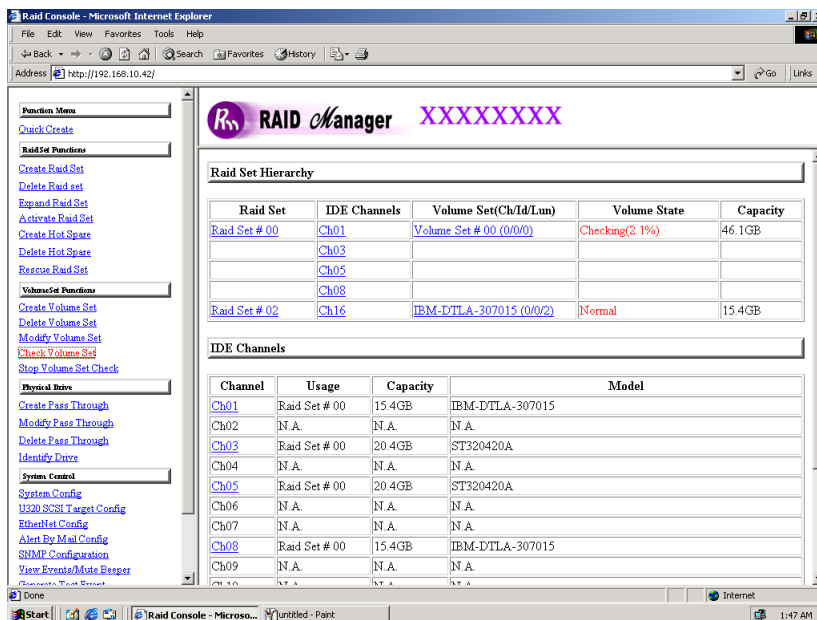 Raid Console - Microsoft Internet Explorer
File Edit View Favorites Tools Help
Back Search Favorites History
Address http://192.168.10.42/ Go Links
Function Menu
Quick Create
RaidSet Functions
Create Raid Set
Delete Raid set
Expand Raid Set
Activate Raid Set
Create Hot Spare
Delete Hot Spare
Rescue Raid Set
VolumeSet Functions
Create Volume Set
Delete Volume Set
Modify Volume Set
Check Volume Set
Stop Volume Set Check
Physical Drive
Create Pass Through
Modify Pass Through
Delete Pass Through
Identify Drive
System Control
System Config
U320 SCSI Target Config
EtherNet Config
Alert By Mail Config
SNMP Configuration
View Events/Mute Beeper
Generate Test Event
Rm RAID Manager XXXXXXXX
Raid Set Hierarchy
Raid Set IDE Channels Volume Set(Ch/Id/Lun) Volume State Capacity
Raid Set # 00 Ch01 Volume Set # 00 (0/0/0) Checking(2.1%) 46.1GB
Ch03
Ch05
Ch08
Raid Set # 02 Ch16 IBM-DTLA-307015 (0/0/2) Normal 15.4GB
IDE Channels
Channel Usage Capacity Model
Ch01 Raid Set # 00 15.4GB IBM-DTLA-307015
Ch02 N.A. N.A. N.A.
Ch03 Raid Set # 00 20.4GB ST320420A
Ch04 N.A. N.A. N.A.
Ch05 Raid Set # 00 20.4GB ST320420A
Ch06 N.A. N.A. N.A.
Ch07 N.A. N.A. N.A.
Ch08 Raid Set # 00 15.4GB IBM-DTLA-307015
Ch09 N.A. N.A. N.A.
Ch10 N.A. N.A. N.A.
Done Internet
Start Raid Console - Microso... untitled - Paint 1:47 AM